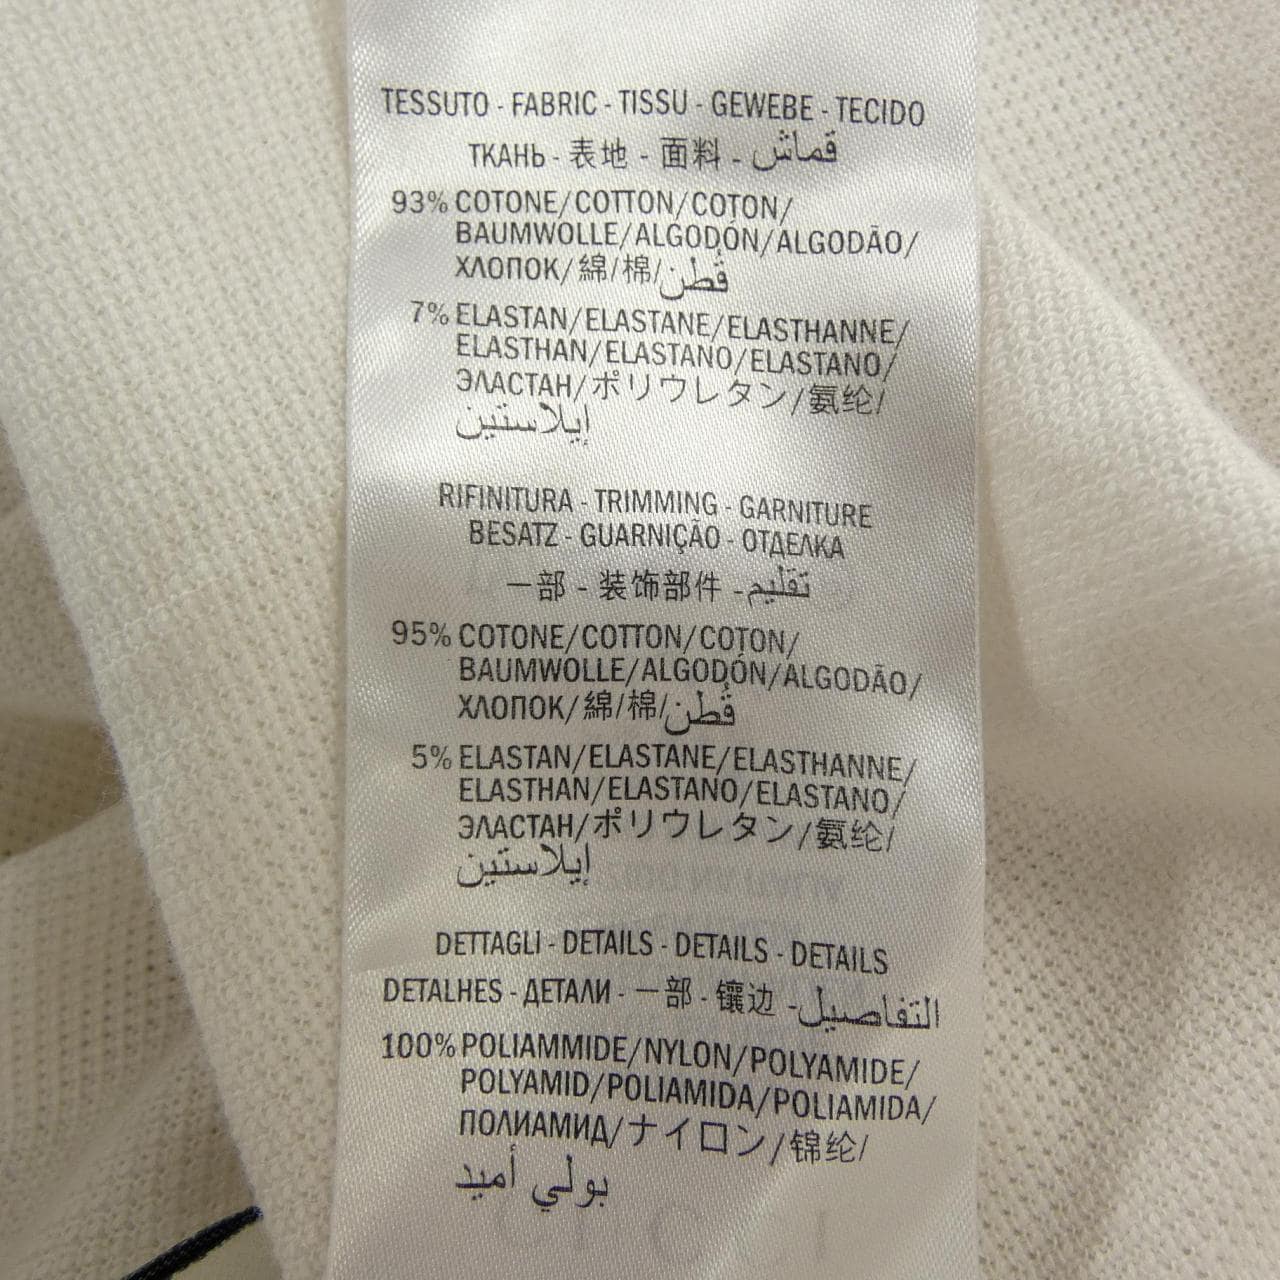 TESSUTO - FABRIC - TISSU - GEWEBE - TECIDO
ТКАНЬ - 表地 - 面料 - قماش
93% COTONE/COTTON/COTON/
BAUMWOLLE/ALGODÓN/ALGODÃO/
ХЛОПОК/綿/棉/قُطن
7% ELASTAN/ELASTANE/ELASTHANNE/
ELASTHAN/ELASTANO/ELASTANO/
ЭЛАСТАН/ポリウレタン/氨纶/
إيلاستين
RIFINITURA - TRIMMING - GARNITURE
BESATZ - GUARNIÇÃO - ОТДЕЛКА
一部 - 装饰部件 - تقليم
95% COTONE/COTTON/COTON/
BAUMWOLLE/ALGODÓN/ALGODÃO/
ХЛОПОК/綿/棉/قُطن
5% ELASTAN/ELASTANE/ELASTHANNE/
ELASTHAN/ELASTANO/ELASTANO/
ЭЛАСТАН/ポリウレタン/氨纶/
إيلاستين
DETTAGLI - DETAILS - DETAILS - DETAILS
DETALHES - ДЕТАЛИ - 一部 - 镶边 - التفاصيل
100% POLIAMMIDE/NYLON/POLYAMIDE/
POLYAMID/POLIAMIDA/POLIAMIDA/
ПОЛИАМИД/ナイロン/锦纶/
بولي أميد